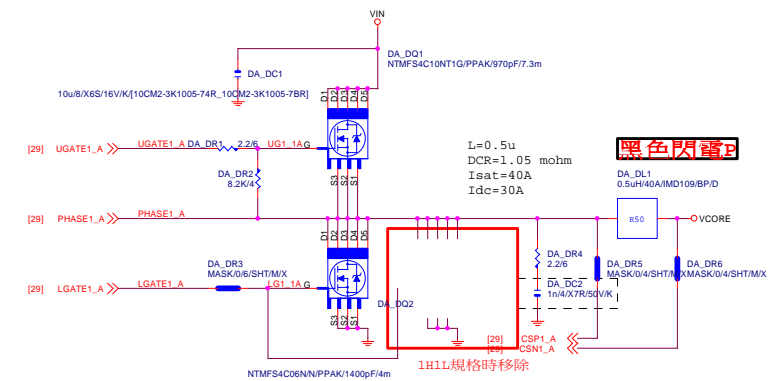 VIN
DA_DQ1
NTMFS4C10NT1G/PPAK/970pF/7.3m
DA_DC1
10u/8/X6S/16V/K/[10CM2-3K1005-74R_10CM2-3K1005-7BR]
D1
D2
D3
D4
D5
[29] UGATE1_A
UGATE1_A
DA_DR1
2.2/6
UG1_1A
G
S3
S2
S1
DA_DR2
8.2K/4
L=0.5u
DCR=1.05 mohm
Isat=40A
Idc=30A
黑色閃電P
DA_DL1
0.5uH/40A/IMD109/BP/D
R50
VCORE
[29] PHASE1_A
PHASE1_A
D1
D2
D3
D4
D5
[29] LGATE1_A
LGATE1_A
DA_DR3
MASK/0/6/SHT/M/X
LG1_1A
G
DA_DQ2
S3
S2
S1
NTMFS4C06N/N/PPAK/1400pF/4m
DA_DR4
2.2/6
DA_DC2
1n/4/X7R/50V/K
DA_DR5
MASK/0/4/SHT/M/X
DA_DR6
MASK/0/4/SHT/M/X
[29] CSP1_A
[29] CSN1_A
1H1L規格時移除